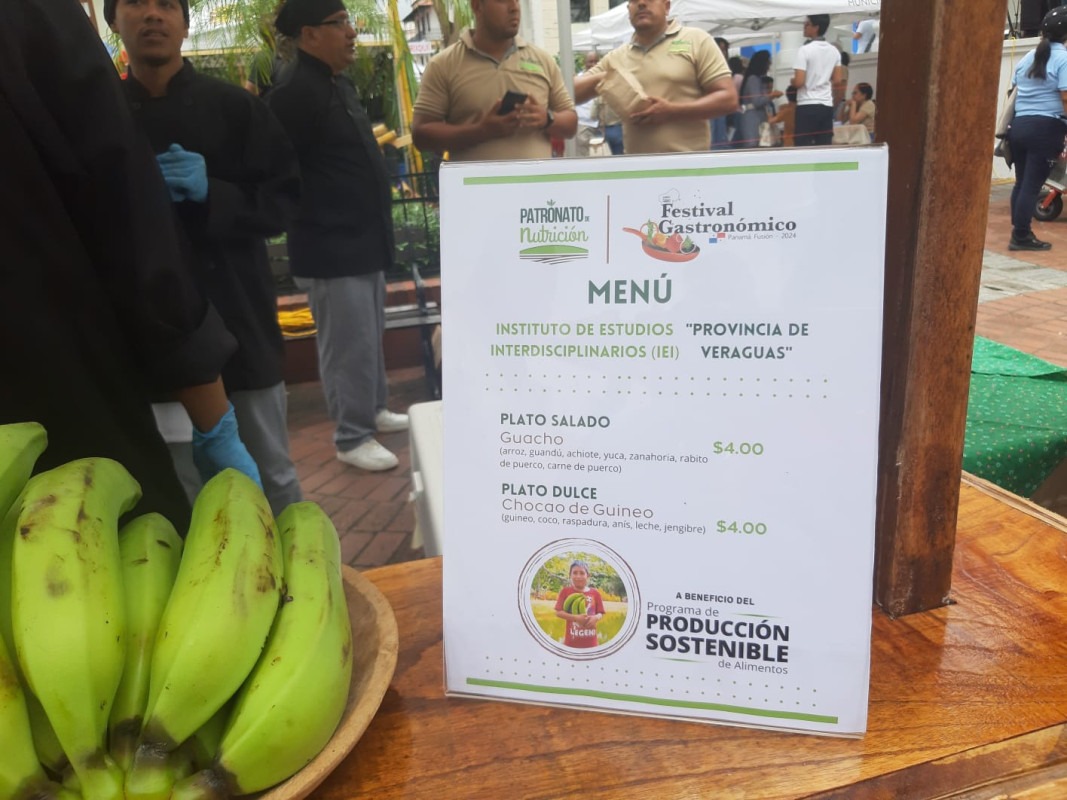 PATRONATO DE
Nutrición
Festival
Gastronómico
Panamá Fusión - 2024
MENÚ
INSTITUTO DE ESTUDIOS "PROVINCIA DE
INTERDISCIPLINARIOS (IEI) VERAGUAS"
PLATO SALADO
Guacho $4.00
(arroz, guandú, achiote, yuca, zanahoria, rabito
de puerco, carne de puerco)
PLATO DULCE
Chocao de Guineo
(guineo, coco, raspadura, anís, leche, jengibre) $4.00
A BENEFICIO DEL
Programa de
PRODUCCIÓN
SOSTENIBLE
de Alimentos